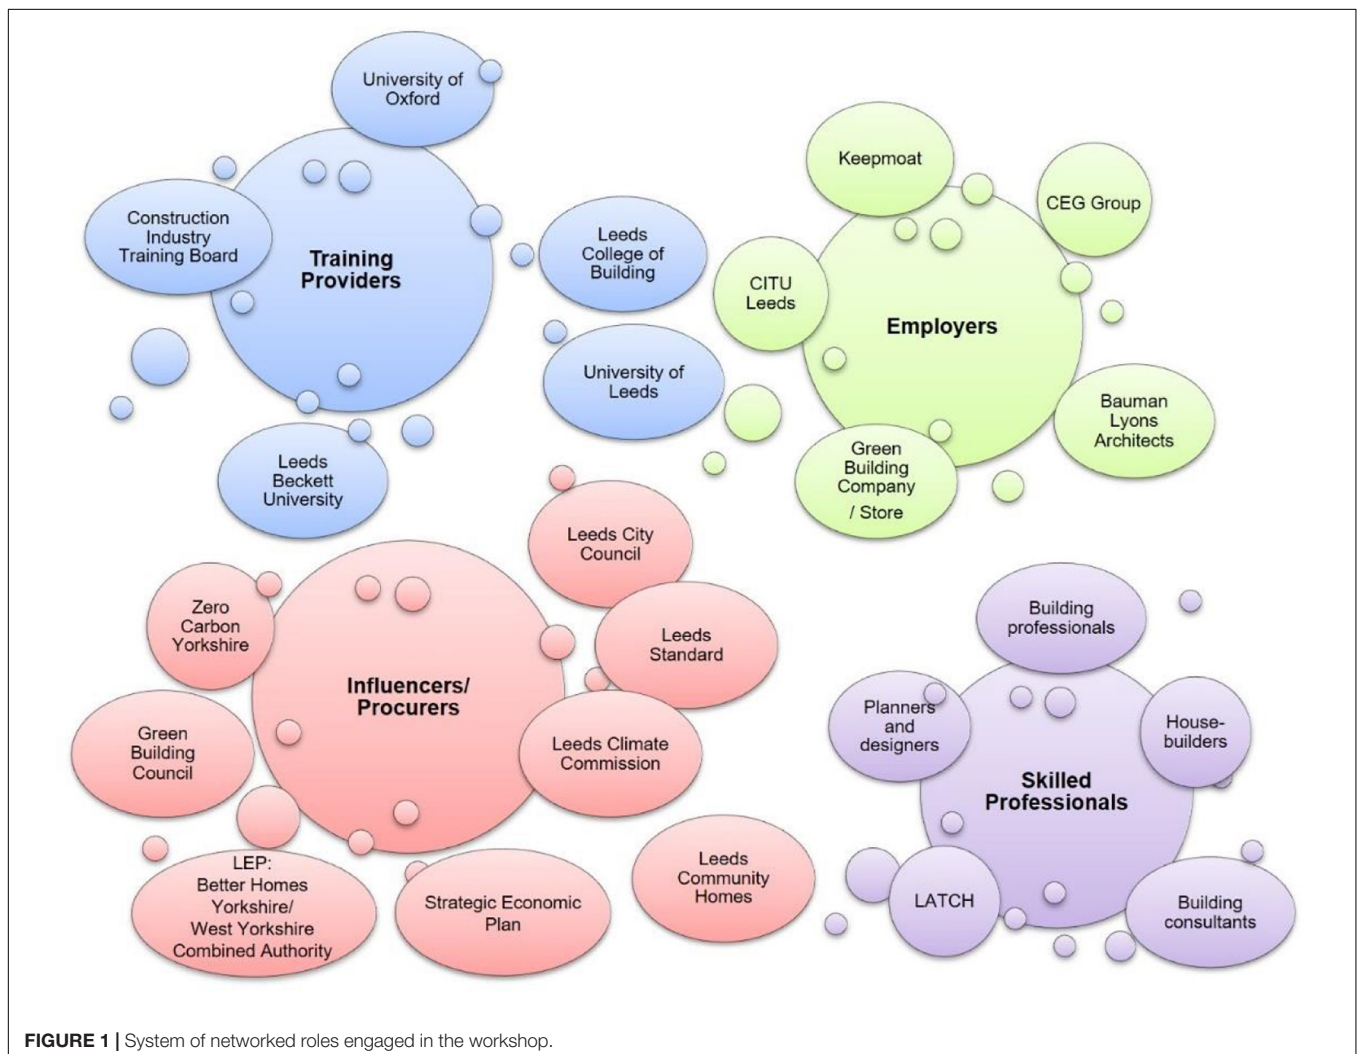 University of
Oxford
Construction
Industry
Training Board
Training
Providers
Leeds
College of
Building
University of
Leeds
Leeds
Beckett
University
Keepmoat
CEG Group
CITU
Leeds
Employers
Bauman
Lyons
Architects
Green
Building
Company
/ Store
Leeds City
Council
Zero
Carbon
Yorkshire
Leeds
Standard
Influencers/
Procurers
Green
Building
Council
Leeds Climate
Commission
LEP:
Better Homes
Yorkshire/
West Yorkshire
Combined Authority
Strategic Economic
Plan
Leeds
Community
Homes
Building
professionals
Planners
and
designers
House-
builders
Skilled
Professionals
LATCH
Building
consultants
FIGURE 1 | System of networked roles engaged in the workshop.